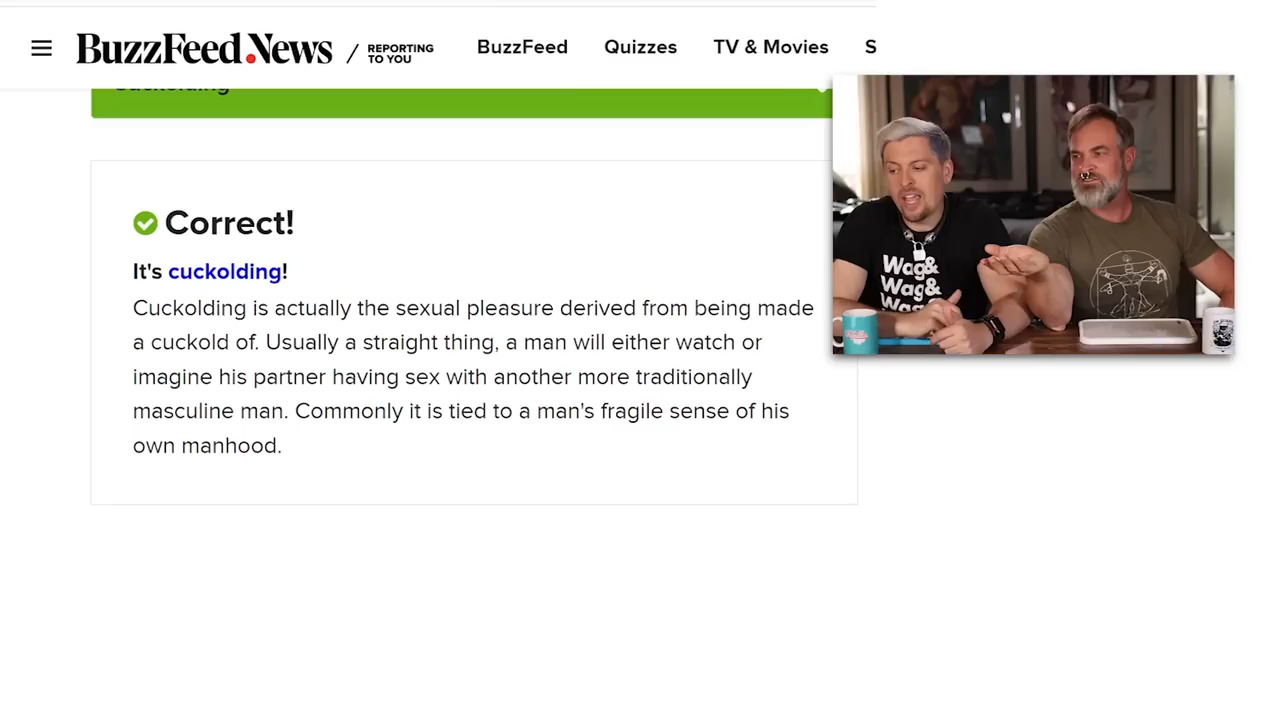 BuzzFeed.News / REPORTING TO YOU BuzzFeed Quizzes TV & Movies S
Cuckolding
Correct!
It's cuckolding!
Cuckolding is actually the sexual pleasure derived from being made
a cuckold of. Usually a straight thing, a man will either watch or
imagine his partner having sex with another more traditionally
masculine man. Commonly it is tied to a man's fragile sense of his
own manhood.
Wag&
Wag&
Wag